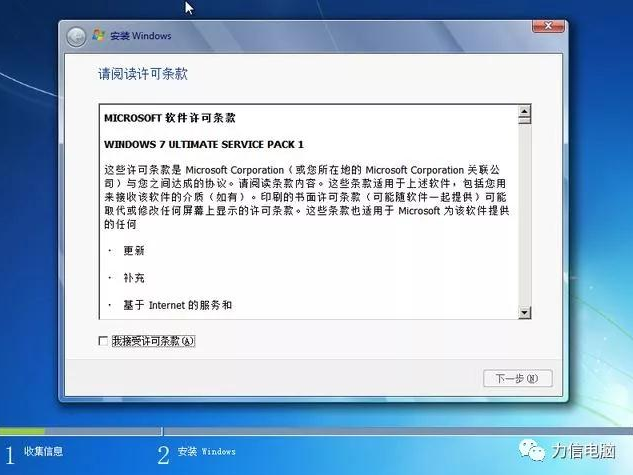 安装 Windows
请阅读许可条款
MICROSOFT 软件许可条款
WINDOWS 7 ULTIMATE SERVICE PACK 1
这些许可条款是 Microsoft Corporation（或您所在地的 Microsoft Corporation 关联公
司）与您之间达成的协议。请阅读条款内容。这些条款适用于上述软件，包括您用
来接收该软件的介质（如有）。印刷的书面许可条款（可能随软件一起提供）可能
取代或修改任何屏幕上显示的许可条款。这些条款也适用于 Microsoft 为该软件提供
的任何
· 更新
· 补充
· 基于 Internet 的服务和
我接受许可条款(A)
下一步(N)
1 收集信息
2 安装 Windows
力信电脑